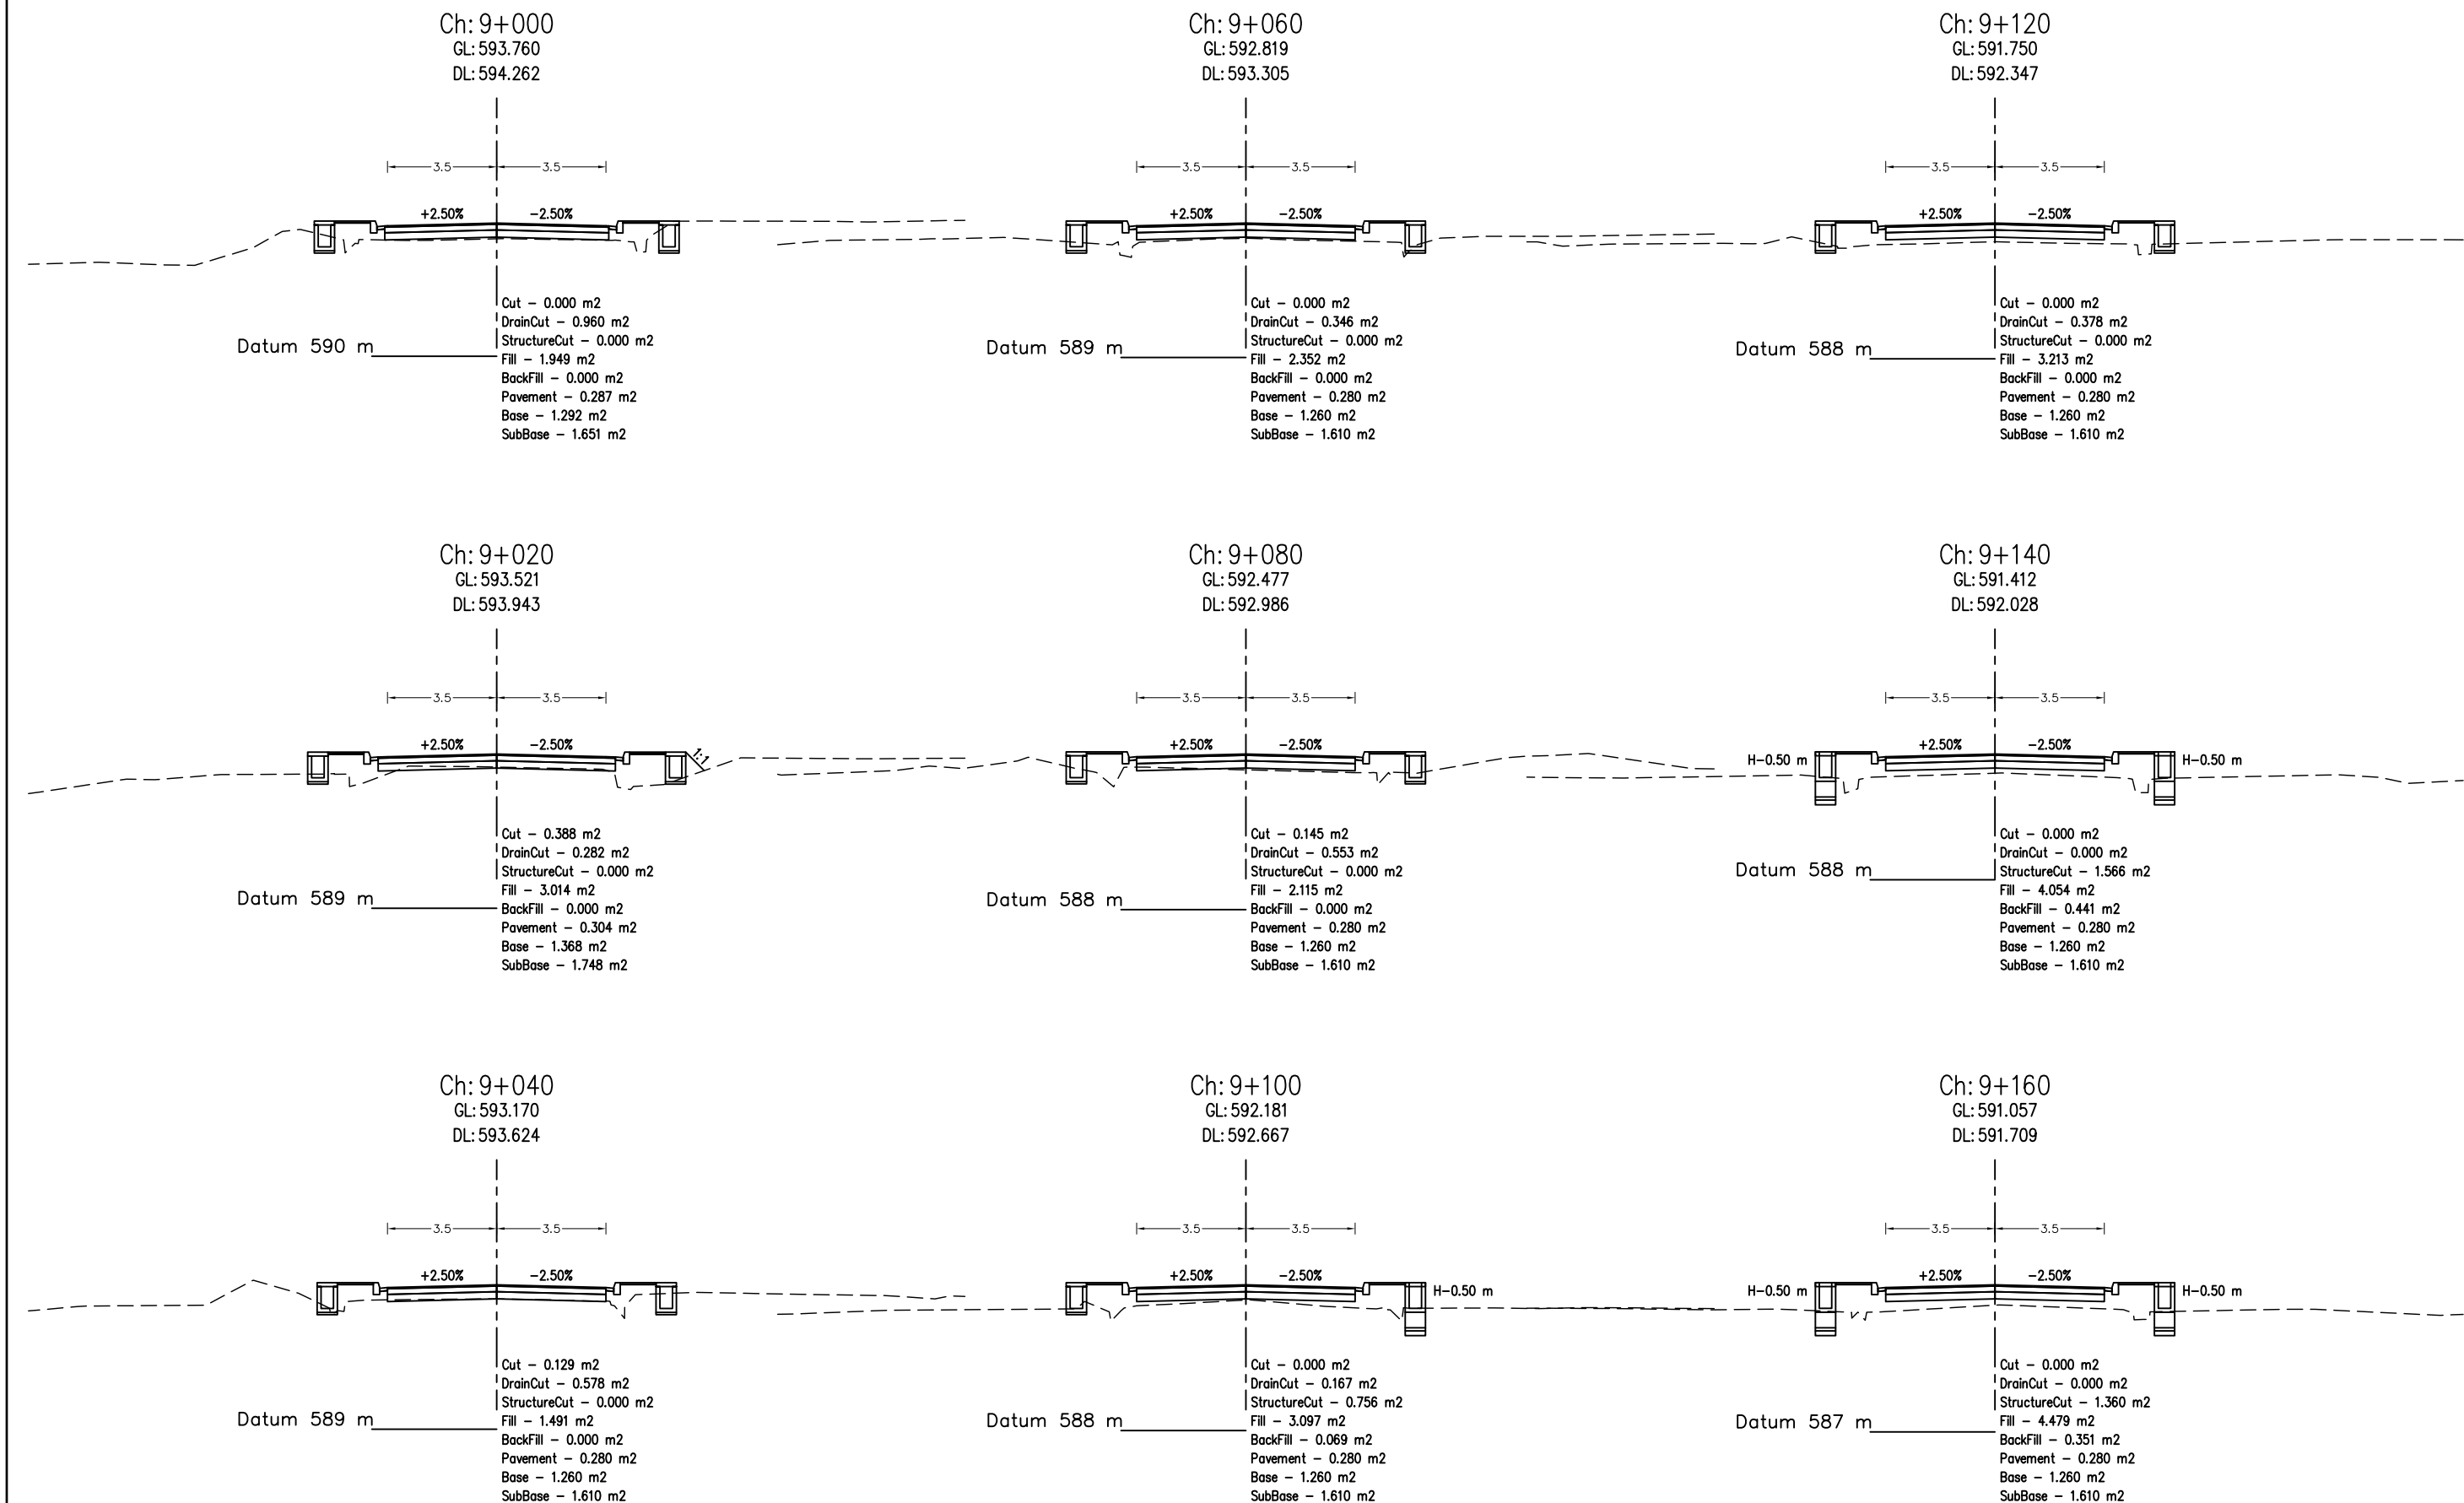 Ch: 9+000
GL: 593.760
DL: 594.262
3.5 3.5
+2.50% -2.50%
Cut - 0.000 m2
DrainCut - 0.960 m2
StructureCut - 0.000 m2
Datum 590 m
Fill - 1.949 m2
BackFill - 0.000 m2
Pavement - 0.287 m2
Base - 1.292 m2
SubBase - 1.651 m2
Ch: 9+060
GL: 592.819
DL: 593.305
3.5 3.5
+2.50% -2.50%
Cut - 0.000 m2
DrainCut - 0.346 m2
StructureCut - 0.000 m2
Datum 589 m
Fill - 2.352 m2
BackFill - 0.000 m2
Pavement - 0.280 m2
Base - 1.260 m2
SubBase - 1.610 m2
Ch: 9+120
GL: 591.750
DL: 592.347
3.5 3.5
+2.50% -2.50%
Cut - 0.000 m2
DrainCut - 0.378 m2
StructureCut - 0.000 m2
Datum 588 m
Fill - 3.213 m2
BackFill - 0.000 m2
Pavement - 0.280 m2
Base - 1.260 m2
SubBase - 1.610 m2
Ch: 9+020
GL: 593.521
DL: 593.943
3.5 3.5
+2.50% -2.50%
1:1
Cut - 0.388 m2
DrainCut - 0.282 m2
StructureCut - 0.000 m2
Fill - 3.014 m2
Datum 589 m
BackFill - 0.000 m2
Pavement - 0.304 m2
Base - 1.368 m2
SubBase - 1.748 m2
Ch: 9+080
GL: 592.477
DL: 592.986
3.5 3.5
+2.50% -2.50%
Cut - 0.145 m2
DrainCut - 0.553 m2
StructureCut - 0.000 m2
Fill - 2.115 m2
Datum 588 m
BackFill - 0.000 m2
Pavement - 0.280 m2
Base - 1.260 m2
SubBase - 1.610 m2
Ch: 9+140
GL: 591.412
DL: 592.028
3.5 3.5
+2.50% -2.50%
H-0.50 m H-0.50 m
Cut - 0.000 m2
DrainCut - 0.000 m2
Datum 588 m
StructureCut - 1.566 m2
Fill - 4.054 m2
BackFill - 0.441 m2
Pavement - 0.280 m2
Base - 1.260 m2
SubBase - 1.610 m2
Ch: 9+040
GL: 593.170
DL: 593.624
3.5 3.5
+2.50% -2.50%
Cut - 0.129 m2
DrainCut - 0.578 m2
StructureCut - 0.000 m2
Datum 589 m
Fill - 1.491 m2
BackFill - 0.000 m2
Pavement - 0.280 m2
Base - 1.260 m2
SubBase - 1.610 m2
Ch: 9+100
GL: 592.181
DL: 592.667
3.5 3.5
+2.50% -2.50%
H-0.50 m
Cut - 0.000 m2
DrainCut - 0.167 m2
StructureCut - 0.756 m2
Datum 588 m
Fill - 3.097 m2
BackFill - 0.069 m2
Pavement - 0.280 m2
Base - 1.260 m2
SubBase - 1.610 m2
Ch: 9+160
GL: 591.057
DL: 591.709
3.5 3.5
+2.50% -2.50%
H-0.50 m H-0.50 m
Cut - 0.000 m2
DrainCut - 0.000 m2
StructureCut - 1.360 m2
Datum 587 m
Fill - 4.479 m2
BackFill - 0.351 m2
Pavement - 0.280 m2
Base - 1.260 m2
SubBase - 1.610 m2